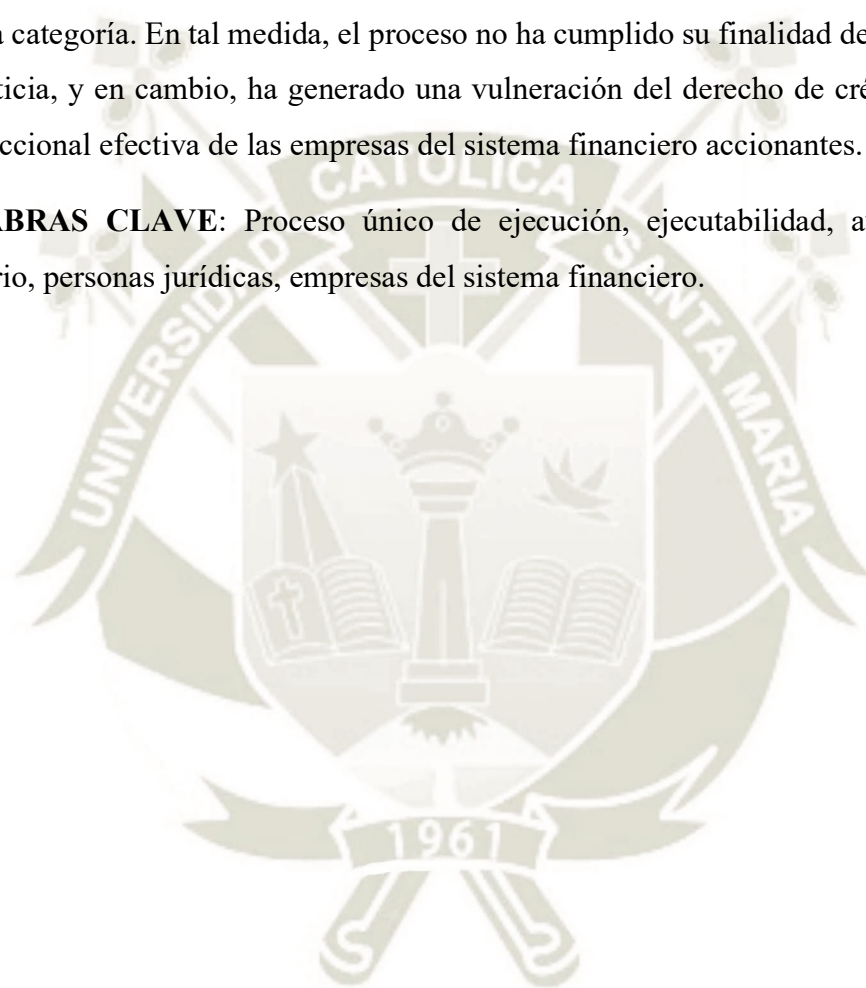 a categoría. En tal medida, el proceso no ha cumplido su finalidad de
ticia, y en cambio, ha generado una vulneración del derecho de cré
ccional efectiva de las empresas del sistema financiero accionantes.
ABRAS CLAVE: Proceso único de ejecución, ejecutabilidad, a
rio, personas jurídicas, empresas del sistema financiero.
CATOLICA
UNIVERSIDAD
SANTA MARIA
1961